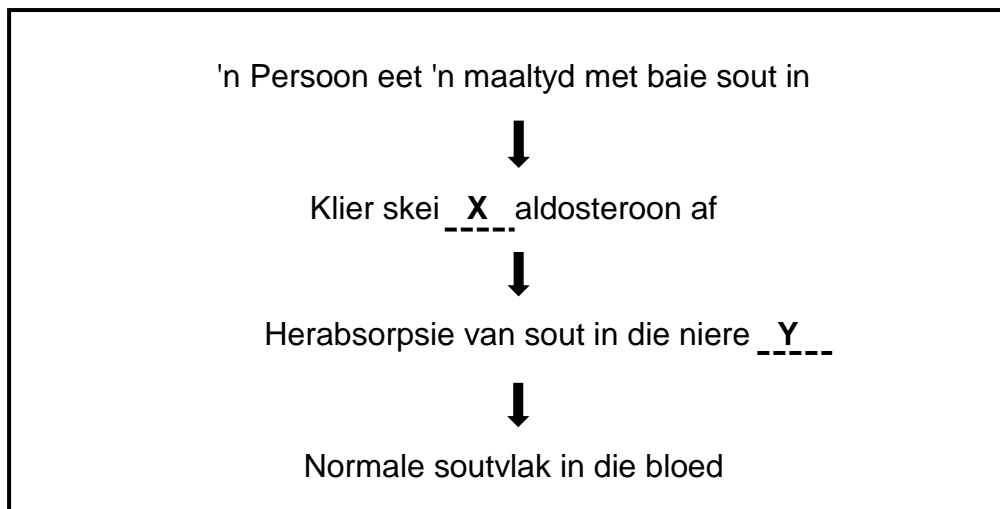 'n Persoon eet 'n maaltyd met baie sout in
Klier skei X aldosteroon af
Herabsorpsie van sout in die niere Y
Normale soutvlak in die bloed